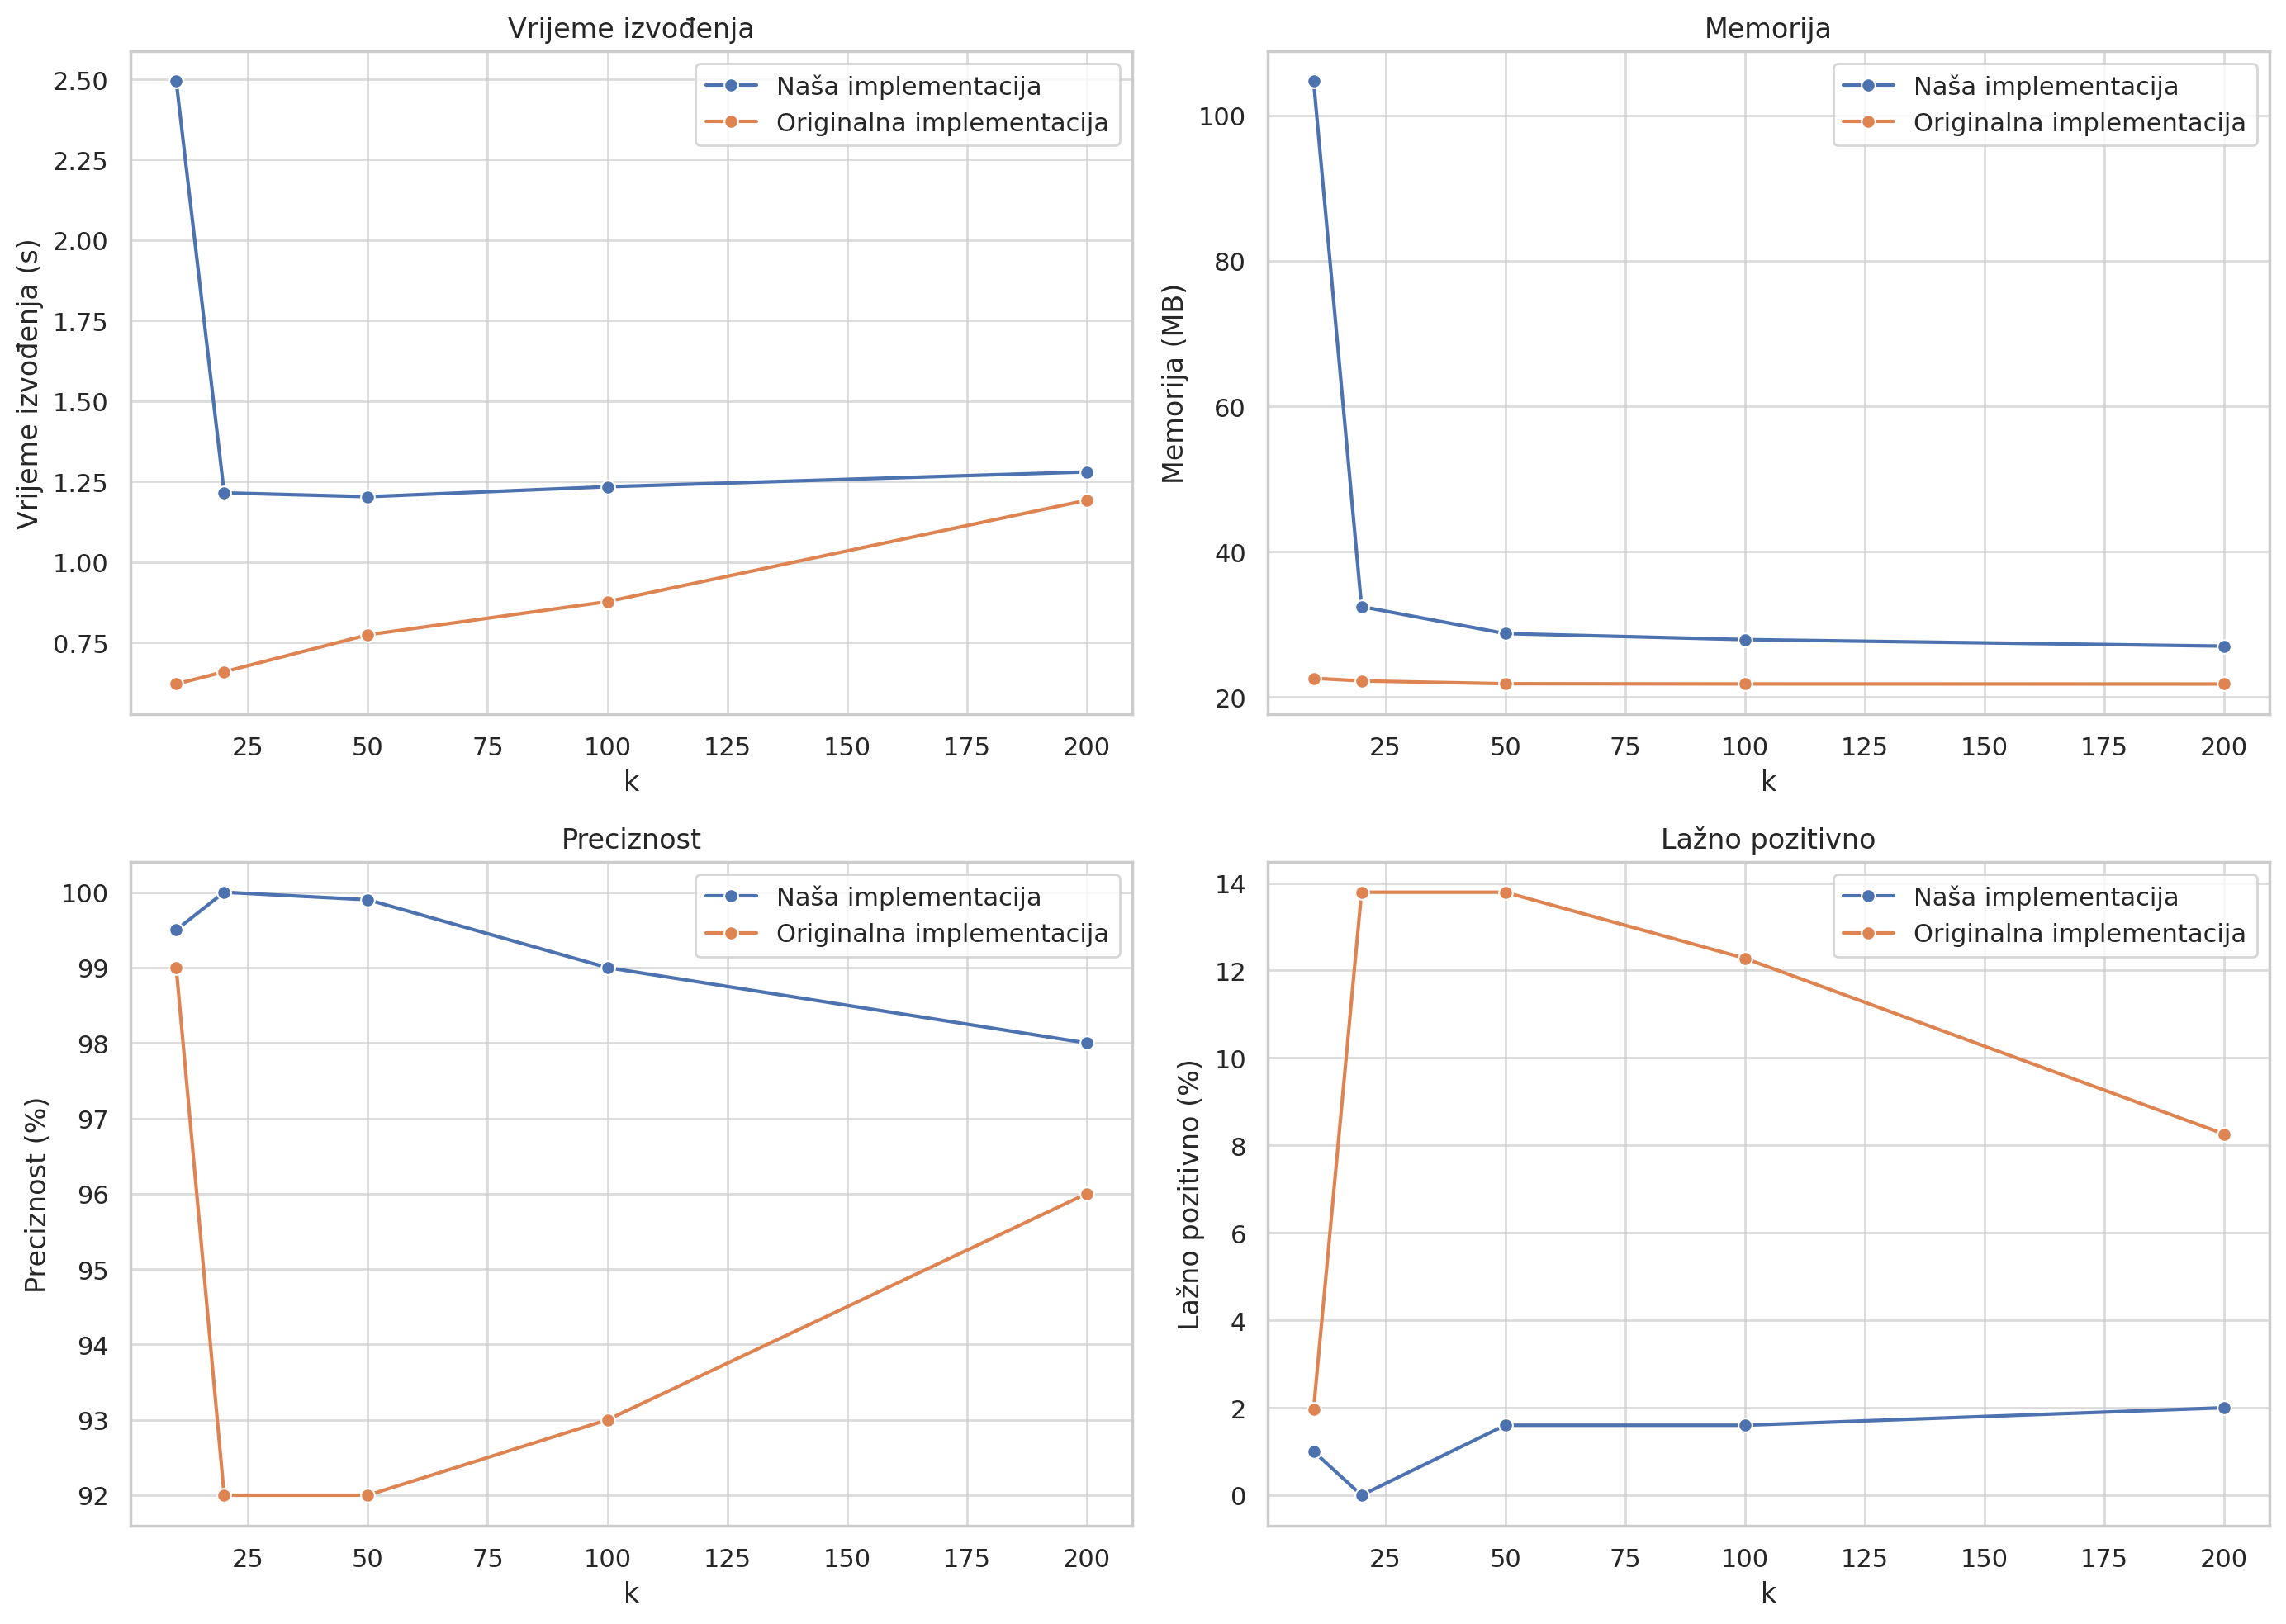 Vrijeme izvođenja
Vrijeme izvođenja (s)
2.50
2.25
2.00
1.75
1.50
1.25
1.00
0.75
Naša implementacija
Originalna implementacija
25 50 75 100 125 150 175 200
k
Memorija
Memorija (MB)
100
80
60
40
20
Naša implementacija
Originalna implementacija
25 50 75 100 125 150 175 200
k
Preciznost
Preciznost (%)
100
99
98
97
96
95
94
93
92
Naša implementacija
Originalna implementacija
25 50 75 100 125 150 175 200
k
Lažno pozitivno
Lažno pozitivno (%)
14
12
10
8
6
4
2
0
Naša implementacija
Originalna implementacija
25 50 75 100 125 150 175 200
k